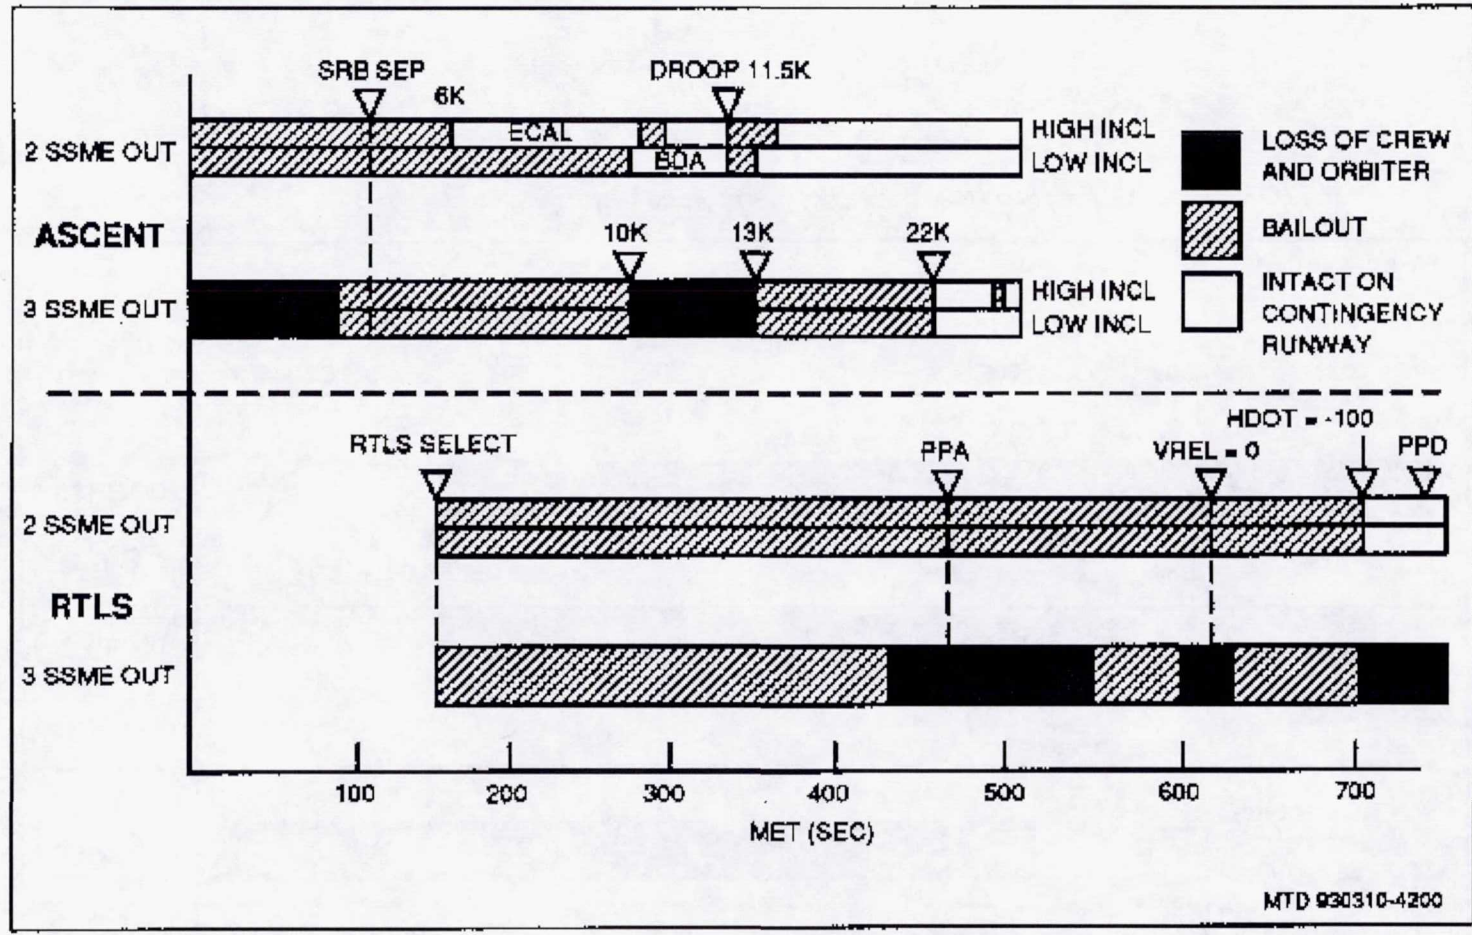 SRB SEP
DROOP 11.5K
6K
ECAL
HIGH INCL
2 SSME OUT
BDA
LOW INCL
LOSS OF CREW
AND ORBITER
BAILOUT
INTACT ON
CONTINGENCY
RUNWAY
ASCENT
10K
13K
22K
3 SSME OUT
HIGH INCL
LOW INCL
HDOT = -100
RTLS SELECT
PPA
VREL = 0
PPD
2 SSME OUT
RTLS
3 SSME OUT
100 200 300 400 500 600 700
MET (SEC)
MTD 930310-4200